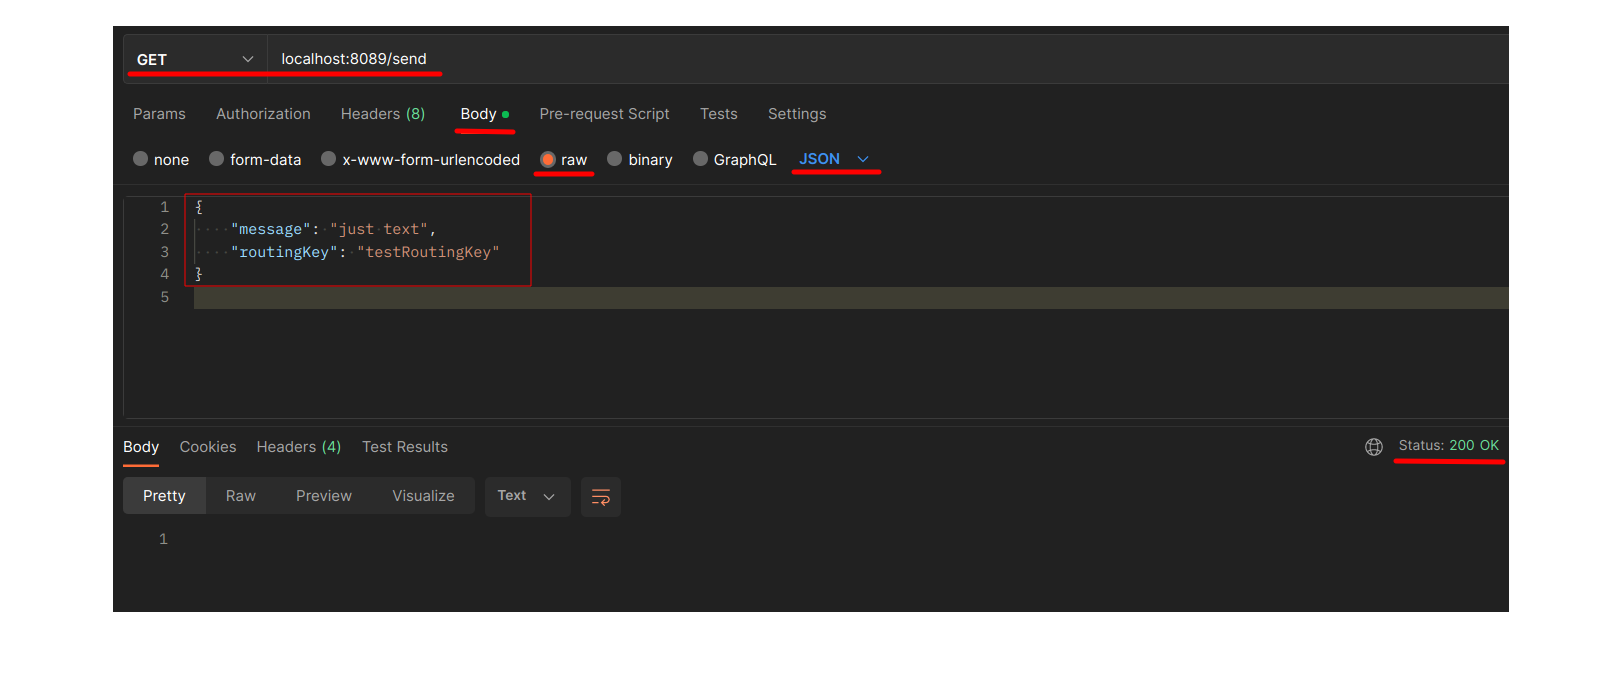 GET localhost:8089/send
Params Authorization Headers (8) Body Pre-request Script Tests Settings
none form-data x-www-form-urlencoded raw binary GraphQL JSON
1 {
2 "message": "just text",
3 "routingKey": "testRoutingKey"
4 }
5
Body Cookies Headers (4) Test Results Status: 200 OK
Pretty Raw Preview Visualize Text
1